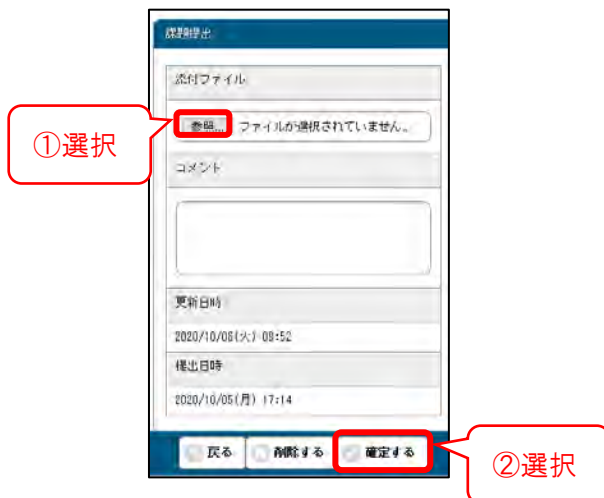 課題提出
添付ファイル
①選択
参照... ファイルが選択されていません。
コメント
更新日時
2020/10/06(火) 08:52
提出日時
2020/10/05(月) 17:14
戻る 削除する 確定する
②選択